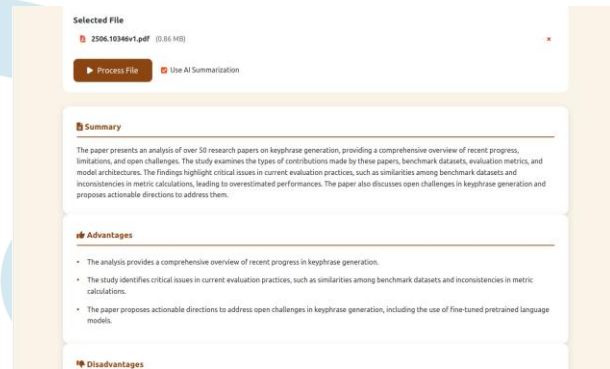 Selected File
2506.10346v1.pdf (0.86 MB)
×
Process File
Use AI Summarization
Summary
The paper presents an analysis of over 50 research papers on keyphrase generation, providing a comprehensive overview of recent progress,
limitations, and open challenges. The study examines the types of contributions made by these papers, benchmark datasets, evaluation metrics, and
model architectures. The findings highlight critical issues in current evaluation practices, such as similarities among benchmark datasets and
inconsistencies in metric calculations, leading to overestimated performances. The paper also discusses open challenges in keyphrase generation and
proposes actionable directions to address them.
Advantages
• The analysis provides a comprehensive overview of recent progress in keyphrase generation.
• The study identifies critical issues in current evaluation practices, such as similarities among benchmark datasets and inconsistencies in metric
calculations.
• The paper proposes actionable directions to address open challenges in keyphrase generation, including the use of fine-tuned pretrained language
models.
Disadvantages